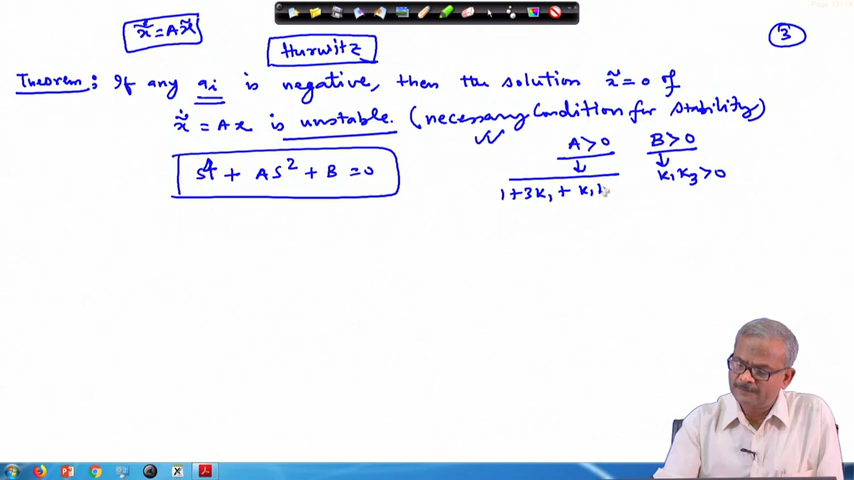 ẋ̃ = Ax̃
3
Hurwitz
Theorem: If any aᵢ is negative, then the solution x̃ = 0 of
ẋ̃ = Ax is unstable. (necessary Condition for stability)
A > 0 B > 0
s⁴ + As² + B = 0
↓ ↓
k₁k₃ > 0
1 + 3k₁ + k₁